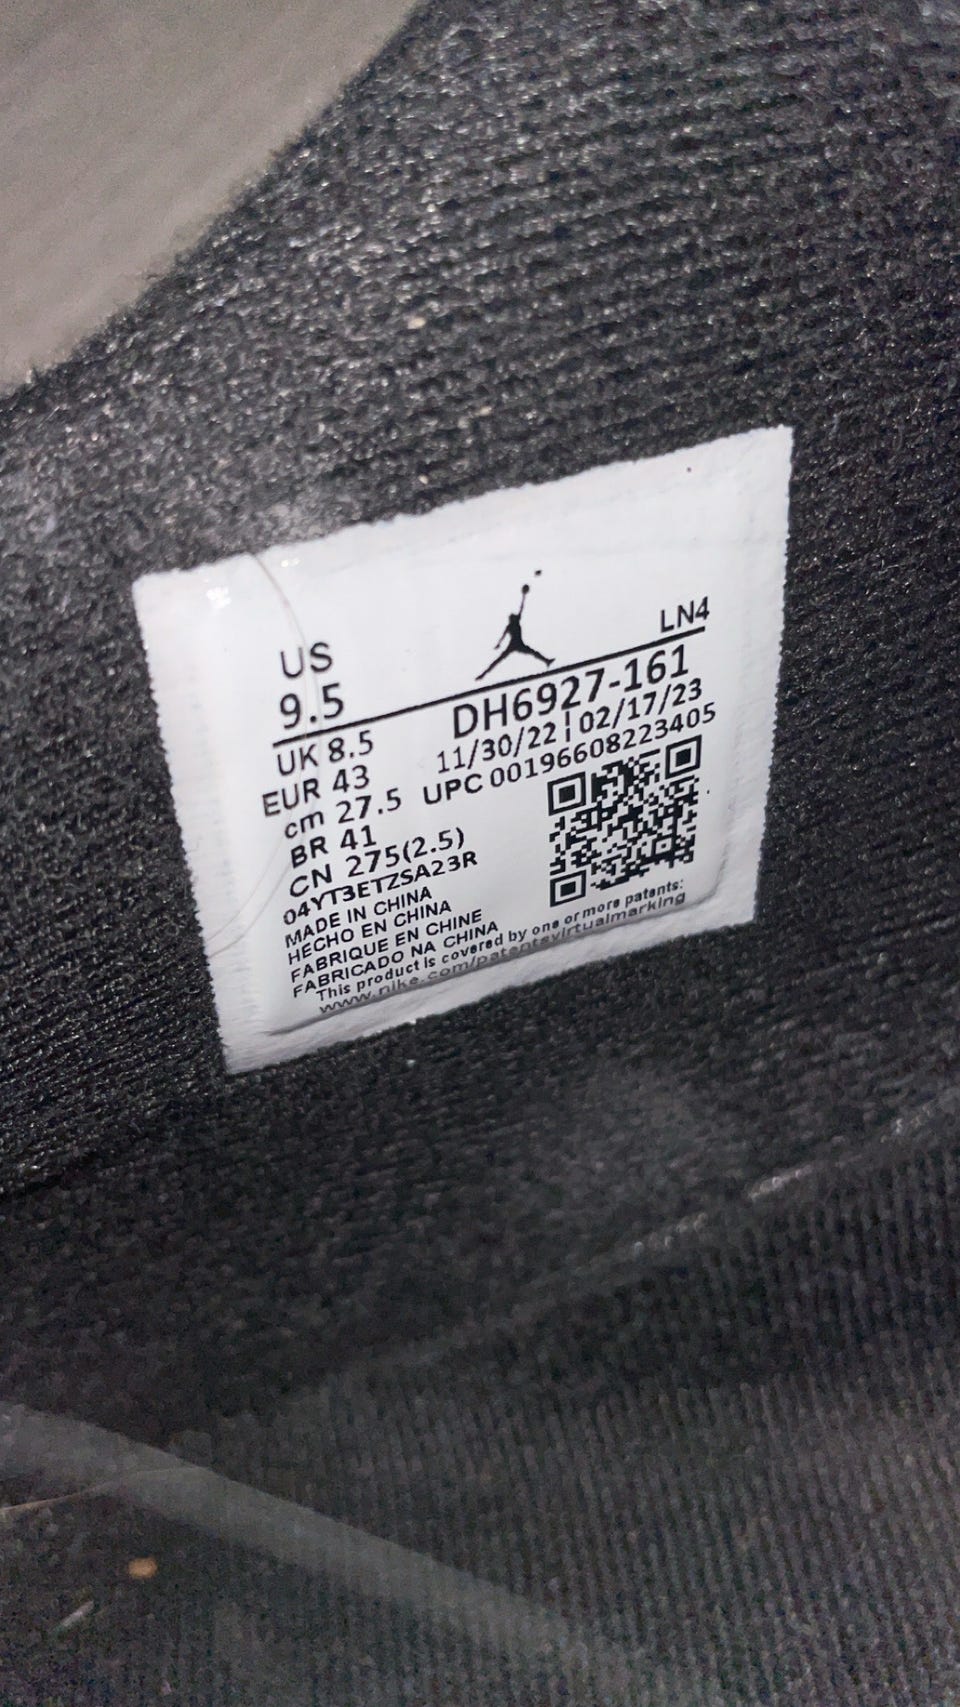 US
9.5
LN4
UK 8.5
DH6927-161
EUR 43
11/30/22 | 02/17/23
cm 27.5
UPC 00196608223405
BR 41
CN 275(2.5)
04YT3ETZSA23R
MADE IN CHINA
HECHO EN CHINA
FABRIQUE EN CHINE
FABRICADO NA CHINA
This product is covered by one or more patents:
www.nike.com/patentsvirtualmarking